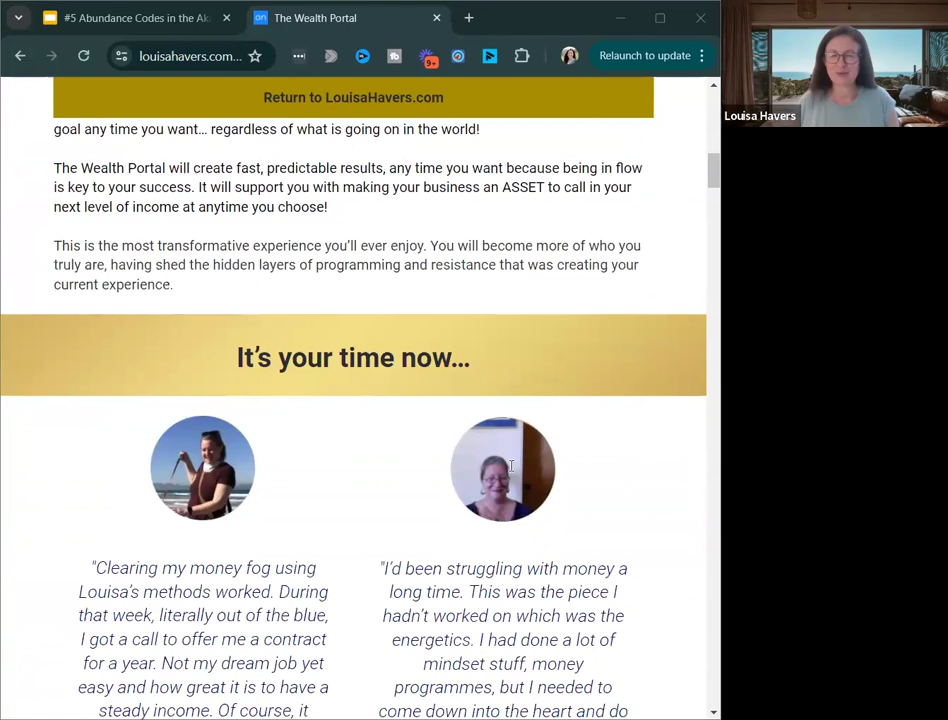 #5 Abundance Codes in the Ak
The Wealth Portal
louisahavers.com...
9+
Relaunch to update
Louisa Havers
Return to LouisaHavers.com
goal any time you want... regardless of what is going on in the world!
The Wealth Portal will create fast, predictable results, any time you want because being in flow
is key to your success. It will support you with making your business an ASSET to call in your
next level of income at anytime you choose!
This is the most transformative experience you'll ever enjoy. You will become more of who you
truly are, having shed the hidden layers of programming and resistance that was creating your
current experience.
It's your time now...
"Clearing my money fog using
Louisa's methods worked. During
that week, literally out of the blue,
I got a call to offer me a contract
for a year. Not my dream job yet
easy and how great it is to have a
steady income. Of course, it
"I'd been struggling with money a
long time. This was the piece I
hadn't worked on which was the
energetics. I had done a lot of
mindset stuff, money
programmes, but I needed to
come down into the heart and do